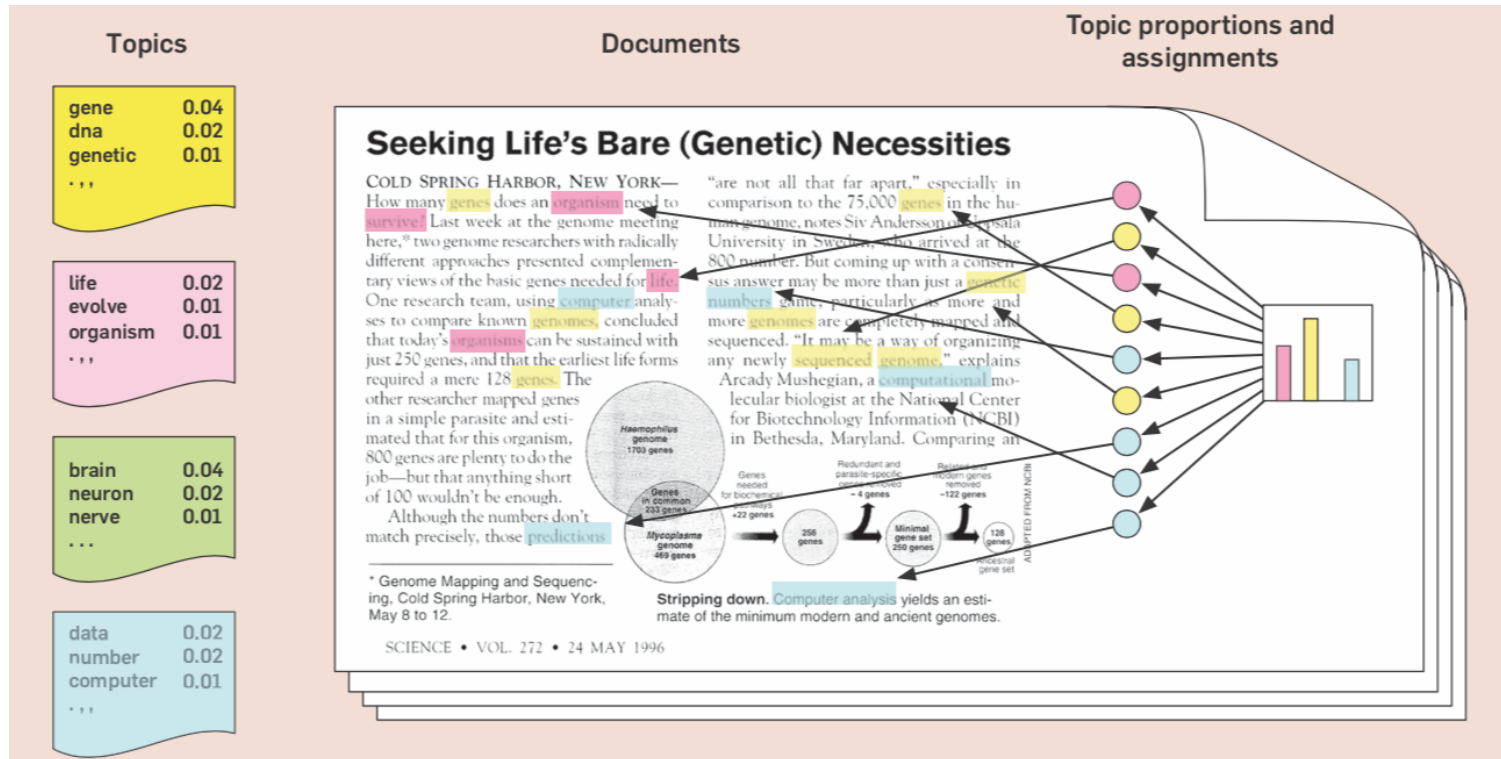 Topics
gene 0.04
dna 0.02
genetic 0.01
. , ,
life 0.02
evolve 0.01
organism 0.01
. , ,
brain 0.04
neuron 0.02
nerve 0.01
. . .
data 0.02
number 0.02
computer 0.01
. , ,
Documents
Topic proportions and
assignments
Seeking Life's Bare (Genetic) Necessities
COLD SPRING HARBOR, NEW YORK—
How many genes does an organism need to
survive? Last week at the genome meeting
here,* two genome researchers with radically
different approaches presented complemen-
tary views of the basic genes needed for life.
One research team, using computer analy-
ses to compare known genomes, concluded
that today's organisms can be sustained with
just 250 genes, and that the earliest life forms
required a mere 128 genes. The
other researcher mapped genes
in a simple parasite and esti-
mated that for this organism,
800 genes are plenty to do the
job—but that anything short
of 100 wouldn't be enough.
Although the numbers don't
match precisely, those predictions
* Genome Mapping and Sequenc-
ing, Cold Spring Harbor, New York,
May 8 to 12.
"are not all that far apart," especially in
comparison to the 75,000 genes in the hu-
man genome, notes Siv Andersson of Uppsala
University in Sweden, who arrived at the
800 number. But coming up with a consen-
sus answer may be more than just a genetic
numbers game, particularly as more and
more genomes are completely mapped and
sequenced. "It may be a way of organizing
any newly sequenced genome," explains
Arcady Mushegian, a computational mo-
lecular biologist at the National Center
for Biotechnology Information (NCBI)
in Bethesda, Maryland. Comparing an
Haemophilus
genome
1703 genes
Genes
in common
233 genes
Mycoplasma
genome
469 genes
Genes
needed
for biochemical
pathways
+22 genes
256
genes
Redundant and
parasite-specific
genes removed
– 4 genes
Minimal
gene set
250 genes
Related and
modern genes
removed
–122 genes
128
genes
Ancestral
gene set
ADAPTED FROM NCBI
Stripping down. Computer analysis yields an esti-
mate of the minimum modern and ancient genomes.
SCIENCE • VOL. 272 • 24 MAY 1996